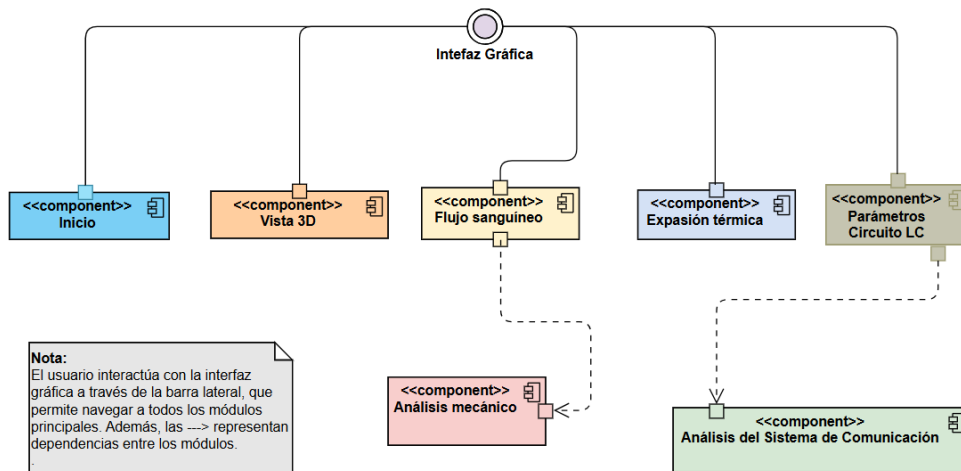 Intefaz Gráfica
<<component>>
Inicio
<<component>>
Vista 3D
<<component>>
Flujo sanguíneo
<<component>>
Expasión térmica
<<component>>
Parámetros
Circuito LC
Nota:
El usuario interactúa con la interfaz
gráfica a través de la barra lateral, que
permite navegar a todos los módulos
principales. Además, las ---> representan
dependencias entre los módulos.
.
<<component>>
Análisis mecánico
<<component>>
Análisis del Sistema de Comunicación